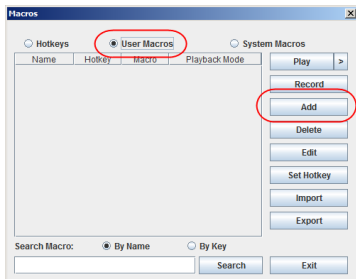 Macros
Hotkeys User Macros System Macros
Name Hotkey Macro Playback Mode
Play >
Record
Add
Delete
Edit
Set Hotkey
Import
Export
Search Macro: By Name By Key
Search Exit